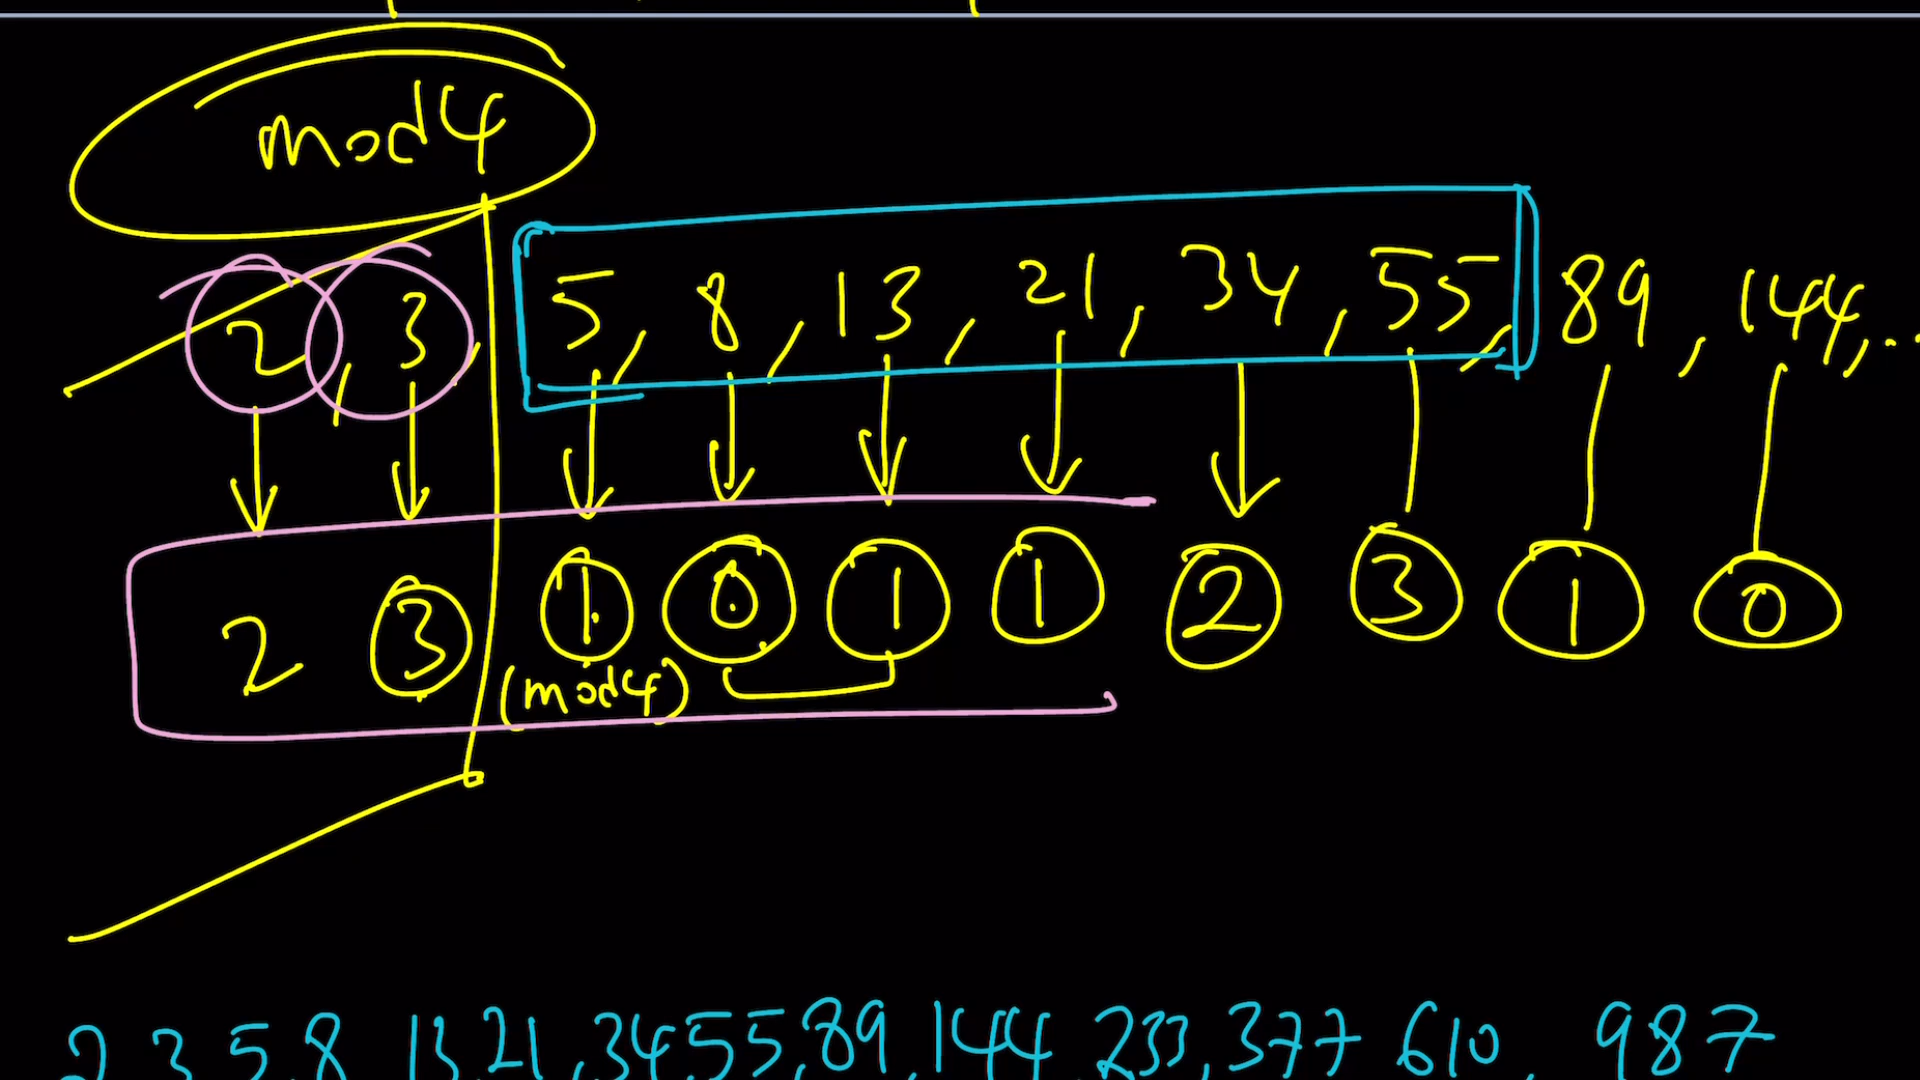 mod4
2, 3, 5, 8, 13, 21, 34, 55, 89, 144, ..
2 3 1 0 1 1 2 3 1 0
(mod4)
2 3 5 8 13 21, 34 55, 89, 144 233, 377 610, 987